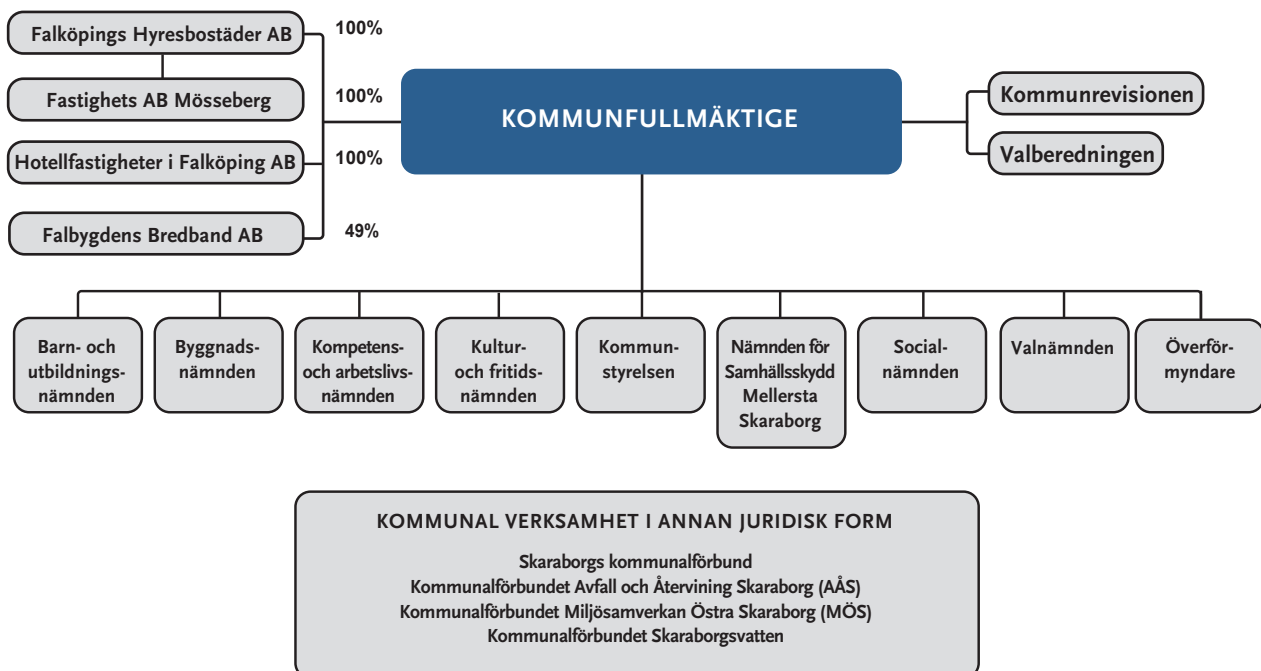 Falköpings Hyresbostäder AB
100%
Fastighets AB Mösseberg
100%
Hotellfastigheter i Falköping AB
100%
Falbygdens Bredband AB
49%
KOMMUNFULLMÄKTIGE
Kommunrevisionen
Valberedningen
Barn- och
utbildnings-
nämnden
Byggnads-
nämnden
Kompetens-
och arbetslivs-
nämnden
Kultur-
och fritids-
nämnden
Kommun-
styrelsen
Nämnden för
Samhällsskydd
Mellersta
Skaraborg
Social-
nämnden
Valnämnden
Överför-
myndare
KOMMUNAL VERKSAMHET I ANNAN JURIDISK FORM
Skaraborgs kommunalförbund
Kommunalförbundet Avfall och Återvining Skaraborg (AÅS)
Kommunalförbundet Miljösamverkan Östra Skaraborg (MÖS)
Kommunalförbundet Skaraborgsvatten